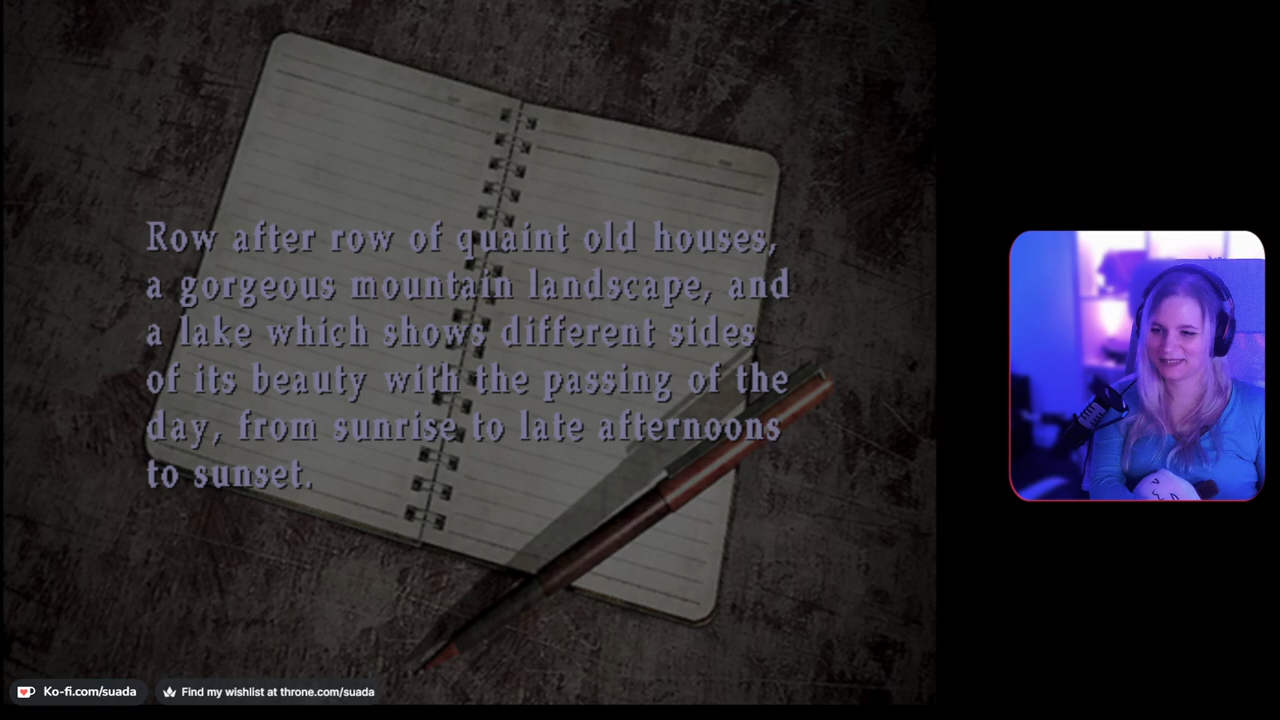 Row after row of quaint old houses,
a gorgeous mountain landscape, and
a lake which shows different sides
of its beauty with the passing of the
day, from sunrise to late afternoons
to sunset.
Ko-fi.com/suada
Find my wishlist at throne.com/suada